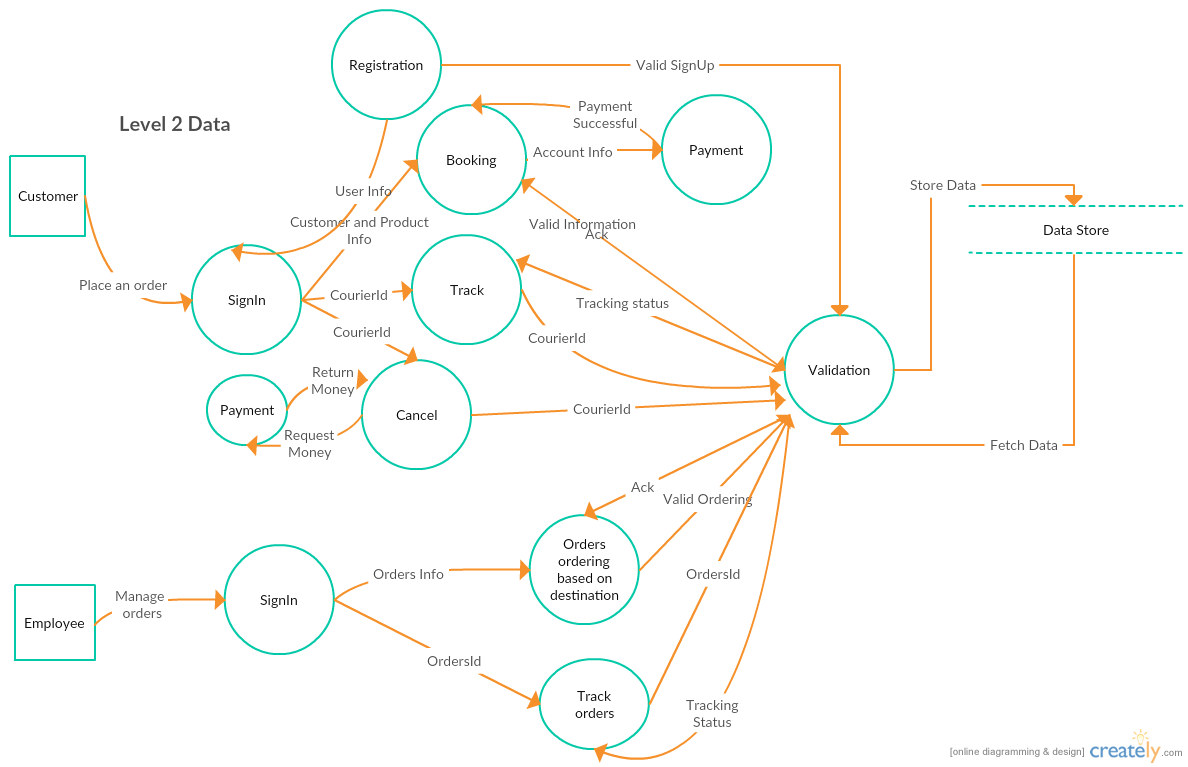 Registration
Valid SignUp
Level 2 Data
Payment
Successful
Booking
Account Info
Payment
Customer
User Info
Store Data
Customer and Product
Info
Valid Information
Ack
Data Store
Place an order
SignIn
CourierId
Track
Tracking status
CourierId
CourierId
Validation
Return
Money
Payment
Cancel
CourierId
Request
Money
Fetch Data
Ack
Valid Ordering
Orders
ordering
based on
destination
Orders Info
OrdersId
Manage
orders
SignIn
Employee
OrdersId
Track
orders
Tracking
Status
[online diagramming & design] creately.com